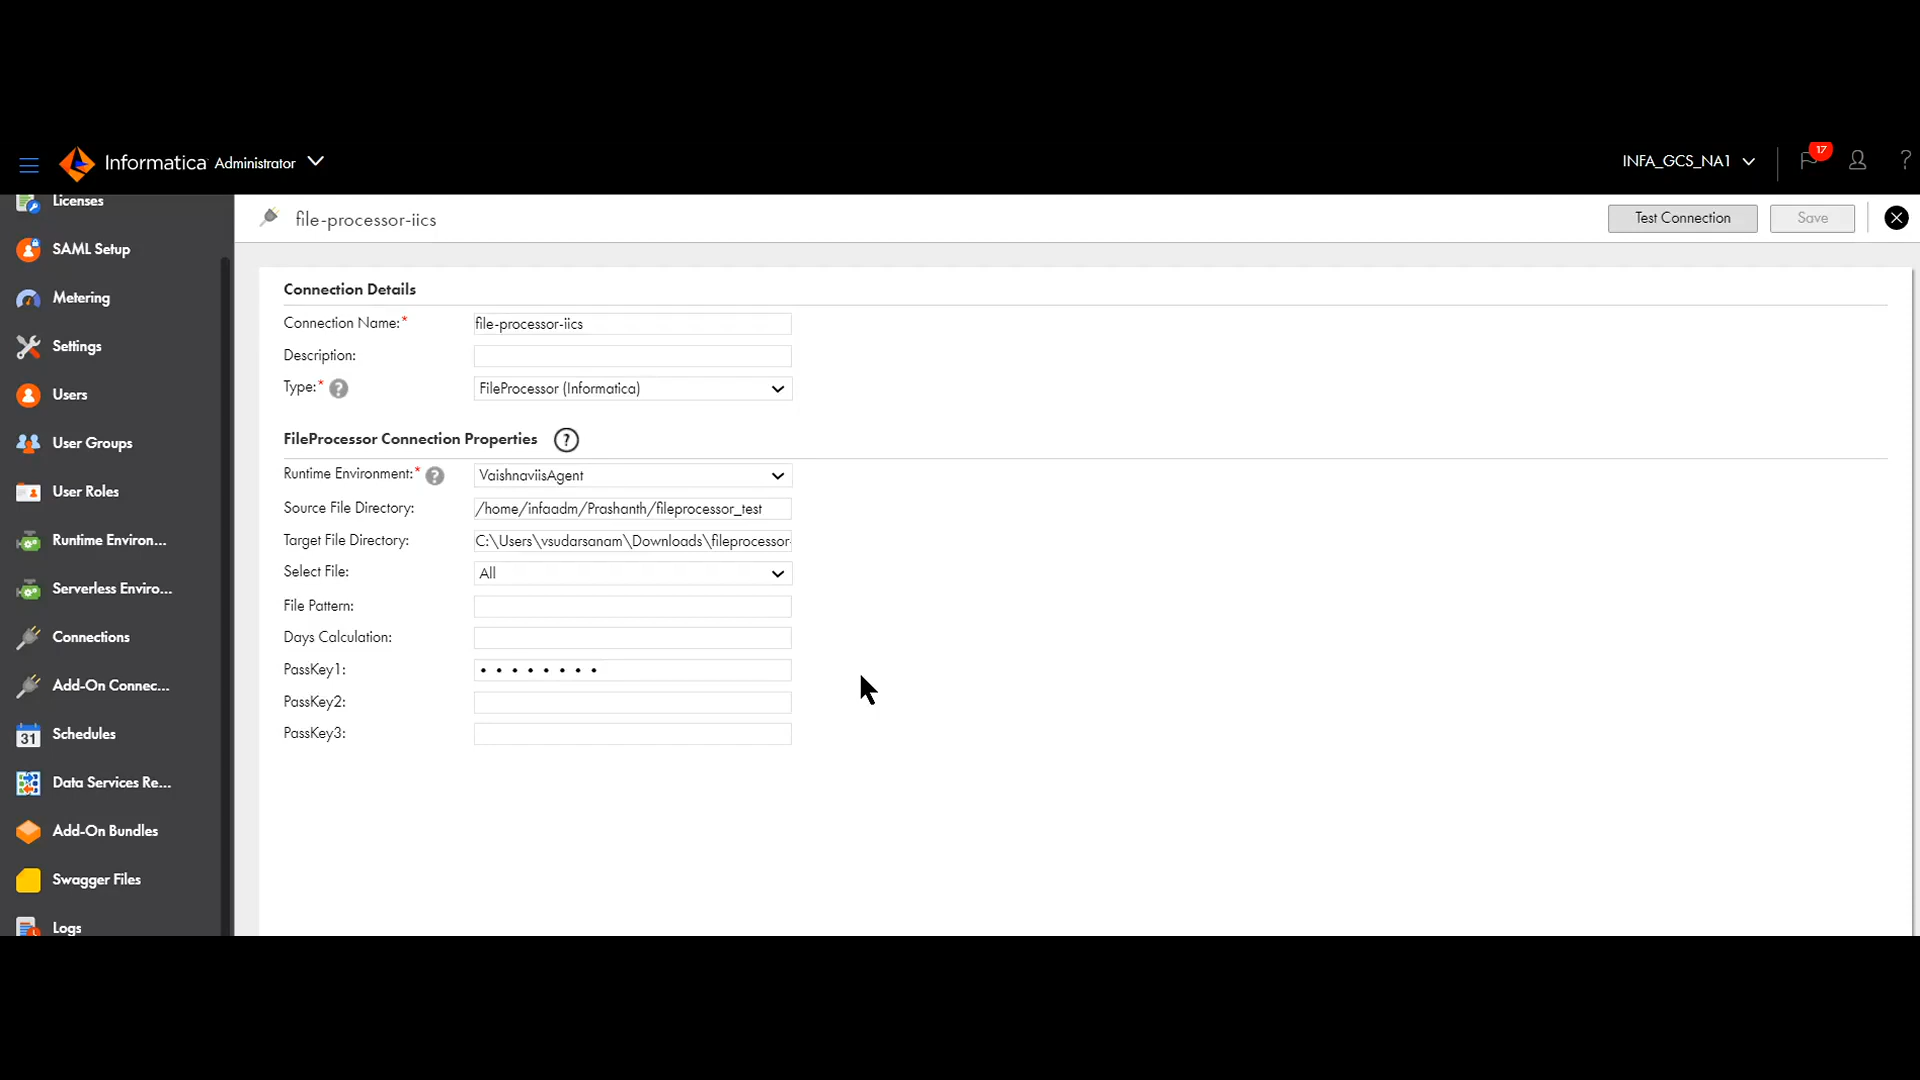 Informatica Administrator
INFA_GCS_NA1
17
?
Licenses
SAML Setup
Metering
Settings
Users
User Groups
User Roles
Runtime Environ...
Serverless Enviro...
Connections
Add-On Connec...
31
Schedules
Data Services Re...
Add-On Bundles
Swagger Files
Logs
file-processor-iics
Test Connection
Save
Connection Details
Connection Name:* file-processor-iics
Description:
Type:* ? FileProcessor (Informatica)
FileProcessor Connection Properties ?
Runtime Environment:* ? VaishnaviisAgent
Source File Directory: /home/infaadm/Prashanth/fileprocessor_test
Target File Directory: C:\Users\vsudarsanam\Downloads\fileprocessor-
Select File: All
File Pattern:
Days Calculation:
PassKey1: ••••••••
PassKey2:
PassKey3: